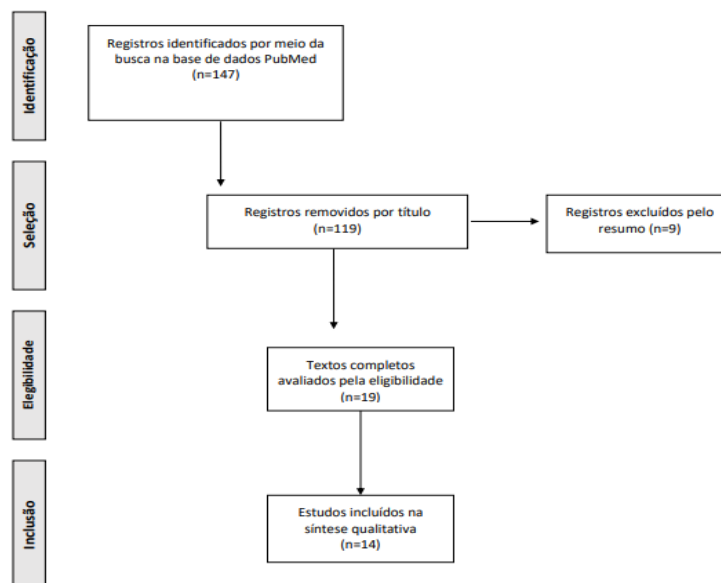 Identificação
Registros identificados por meio da
busca na base de dados PubMed
(n=147)
Seleção
Registros removidos por título
(n=119)
Registros excluídos pelo
resumo (n=9)
Elegibilidade
Textos completos
avaliados pela eligibilidade
(n=19)
Inclusão
Estudos incluídos na
síntese qualitativa
(n=14)